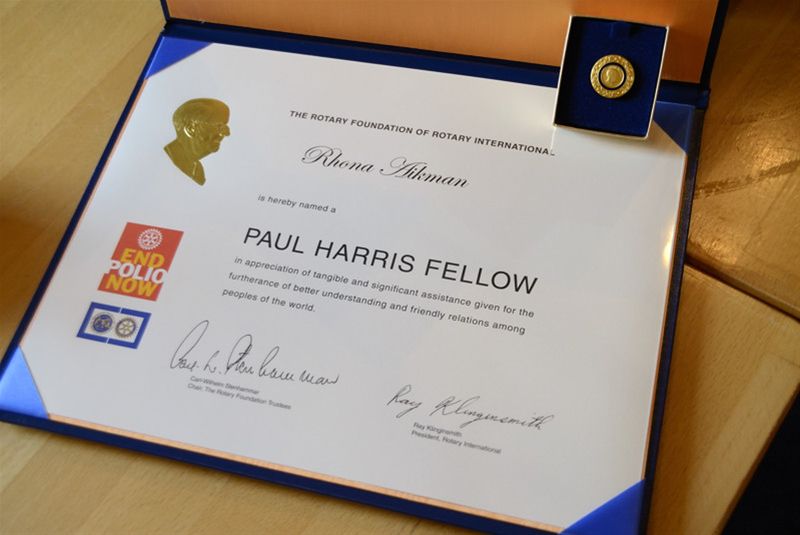 THE ROTARY FOUNDATION OF ROTARY INTERNATIONAL
Rhona Aikman
is hereby named a
PAUL HARRIS FELLOW
in appreciation of tangible and significant assistance given for the
furtherance of better understanding and friendly relations among
peoples of the world.
END
POLIO
NOW
Carl-Wilhelm Stenhammar
Chair, The Rotary Foundation Trustees
Ray Klinginsmith
Ray Klinginsmith
President, Rotary International